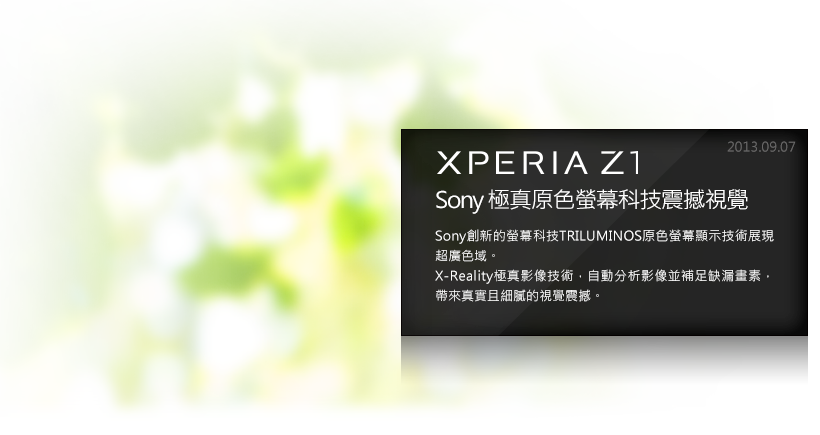 2013.09.07
XPERIA Z1
Sony 極真原色螢幕科技震撼視覺
Sony創新的螢幕科技TRILUMINOS原色螢幕顯示技術展現
超廣色域。
X-Reality極真影像技術，自動分析影像並補足缺漏畫素，
帶來真實且細膩的視覺震撼。